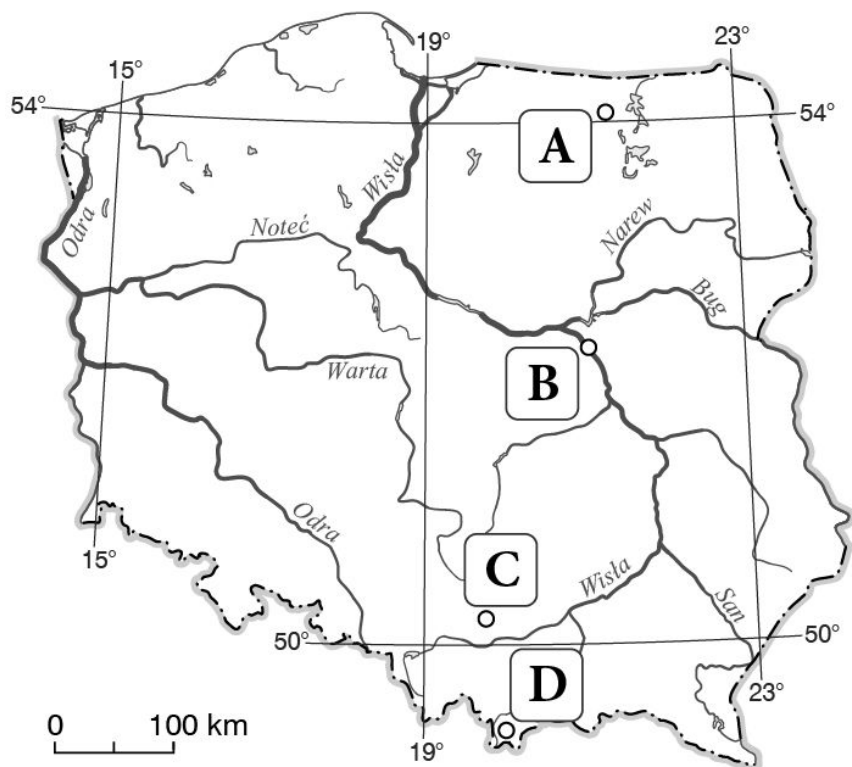 19°
23°
15°
54°
54°
A
Wisła
Odra
Noteć
Narew
Bug
B
Warta
Odra
C
Wisła
San
15°
50°
50°
D
23°
0 100 km
19°